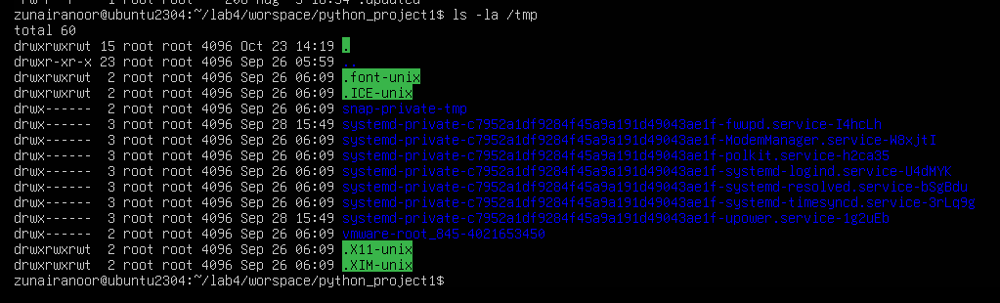 zunairanoor@ubuntu2304:~/lab4/worspace/python_project1$ ls -la /tmp
total 60
drwxrwxrwt 15 root root 4096 Oct 23 14:19 .
drwxr-xr-x 23 root root 4096 Sep 26 05:59 ..
drwxrwxrwt  2 root root 4096 Sep 26 06:09 .font-unix
drwxrwxrwt  2 root root 4096 Sep 26 06:09 .ICE-unix
drwx------  2 root root 4096 Sep 26 06:09 snap-private-tmp
drwx------  3 root root 4096 Sep 28 15:49 systemd-private-c7952a1df9284f45a9a191d49043ae1f-fwupd.service-I4hcLh
drwx------  3 root root 4096 Sep 26 06:09 systemd-private-c7952a1df9284f45a9a191d49043ae1f-ModemManager.service-W8xjtI
drwx------  3 root root 4096 Sep 26 06:09 systemd-private-c7952a1df9284f45a9a191d49043ae1f-polkit.service-h2ca35
drwx------  3 root root 4096 Sep 26 06:09 systemd-private-c7952a1df9284f45a9a191d49043ae1f-systemd-logind.service-U4dMYK
drwx------  3 root root 4096 Sep 26 06:09 systemd-private-c7952a1df9284f45a9a191d49043ae1f-systemd-resolved.service-bSgBdu
drwx------  3 root root 4096 Sep 26 06:09 systemd-private-c7952a1df9284f45a9a191d49043ae1f-systemd-timesyncd.service-3rLq9g
drwx------  3 root root 4096 Sep 28 15:49 systemd-private-c7952a1df9284f45a9a191d49043ae1f-upower.service-1g2uEb
drwx------  2 root root 4096 Sep 26 06:09 vmware-root_845-4021653450
drwxrwxrwt  2 root root 4096 Sep 26 06:09 .X11-unix
drwxrwxrwt  2 root root 4096 Sep 26 06:09 .XIM-unix
zunairanoor@ubuntu2304:~/lab4/worspace/python_project1$